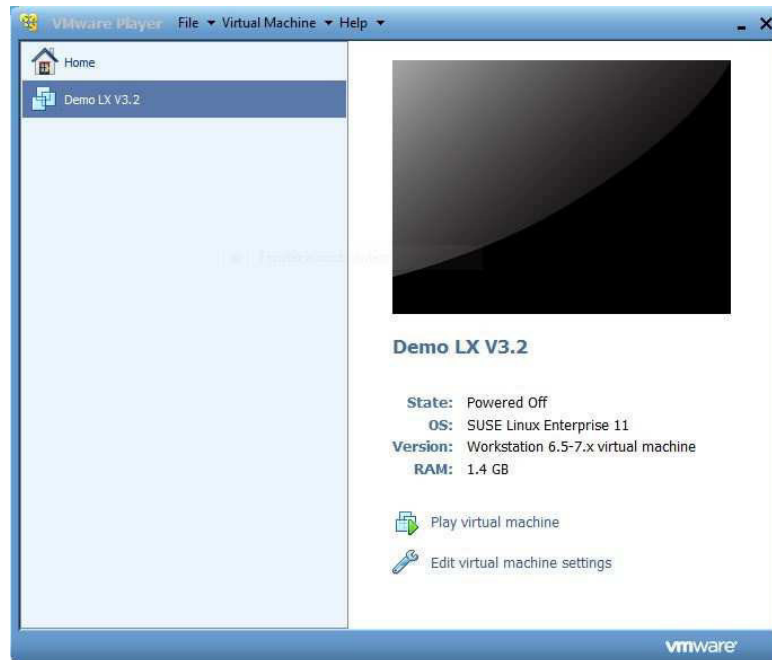 VMware Player File Virtual Machine Help
Home
Demo LX V3.2
Demo LX V3.2
State: Powered Off
OS: SUSE Linux Enterprise 11
Version: Workstation 6.5-7.x virtual machine
RAM: 1.4 GB
Play virtual machine
Edit virtual machine settings
vmware